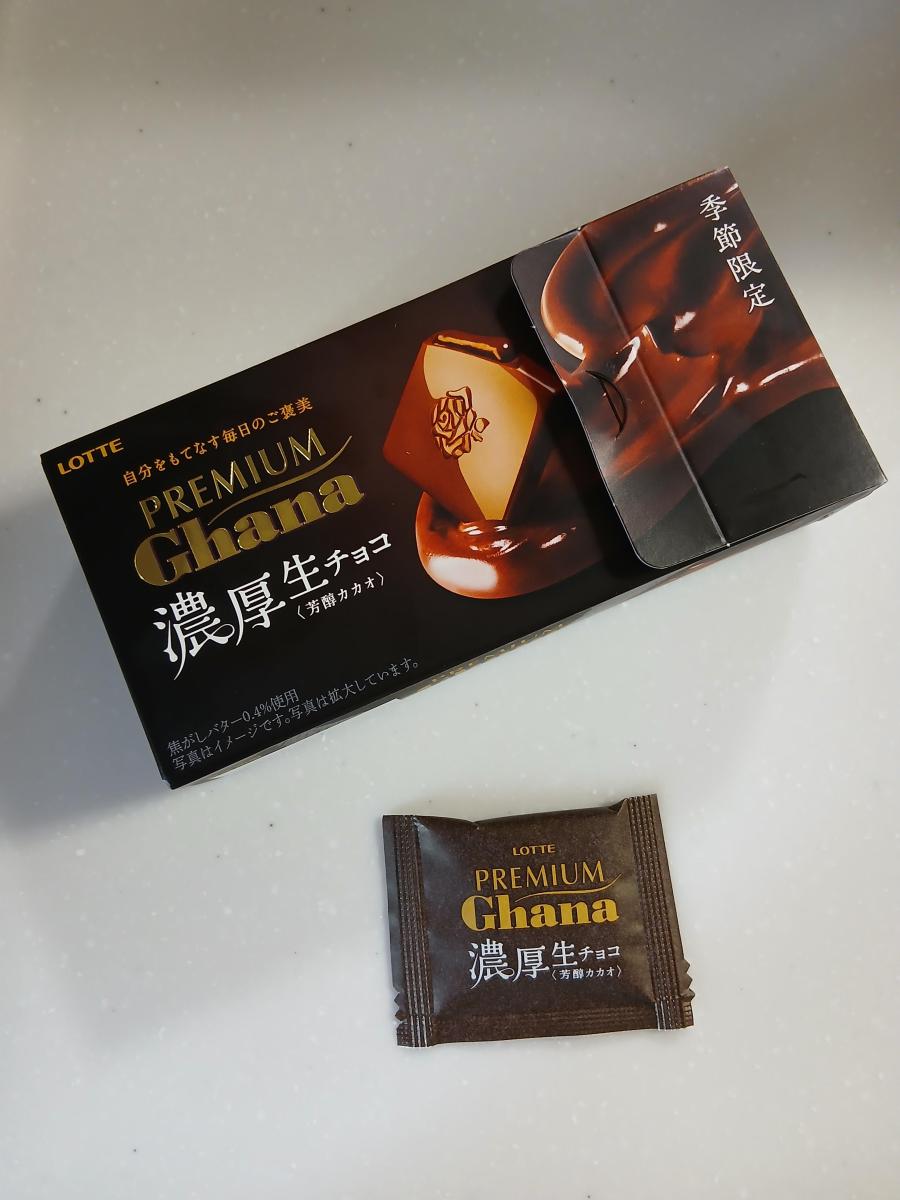 季節限定
LOTTE
自分をもてなす毎日のご褒美
PREMIUM
Ghana
濃厚生チョコ
〈芳醇カカオ〉
焦がしバター0.4%使用
写真はイメージです。写真は拡大しています。
PREMIUM
LOTTE
PREMIUM
Ghana
濃厚生チョコ
〈芳醇カカオ〉